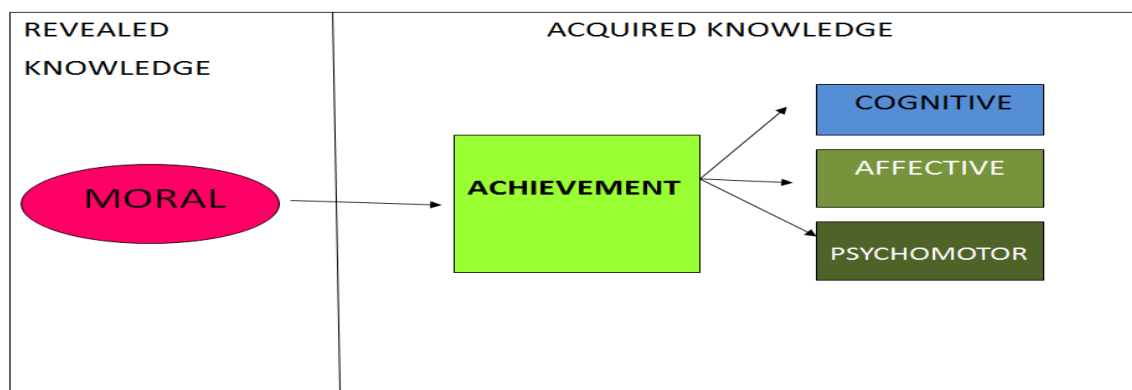 REVEALED
KNOWLEDGE
ACQUIRED KNOWLEDGE
MORAL
ACHIEVEMENT
COGNITIVE
AFFECTIVE
PSYCHOMOTOR